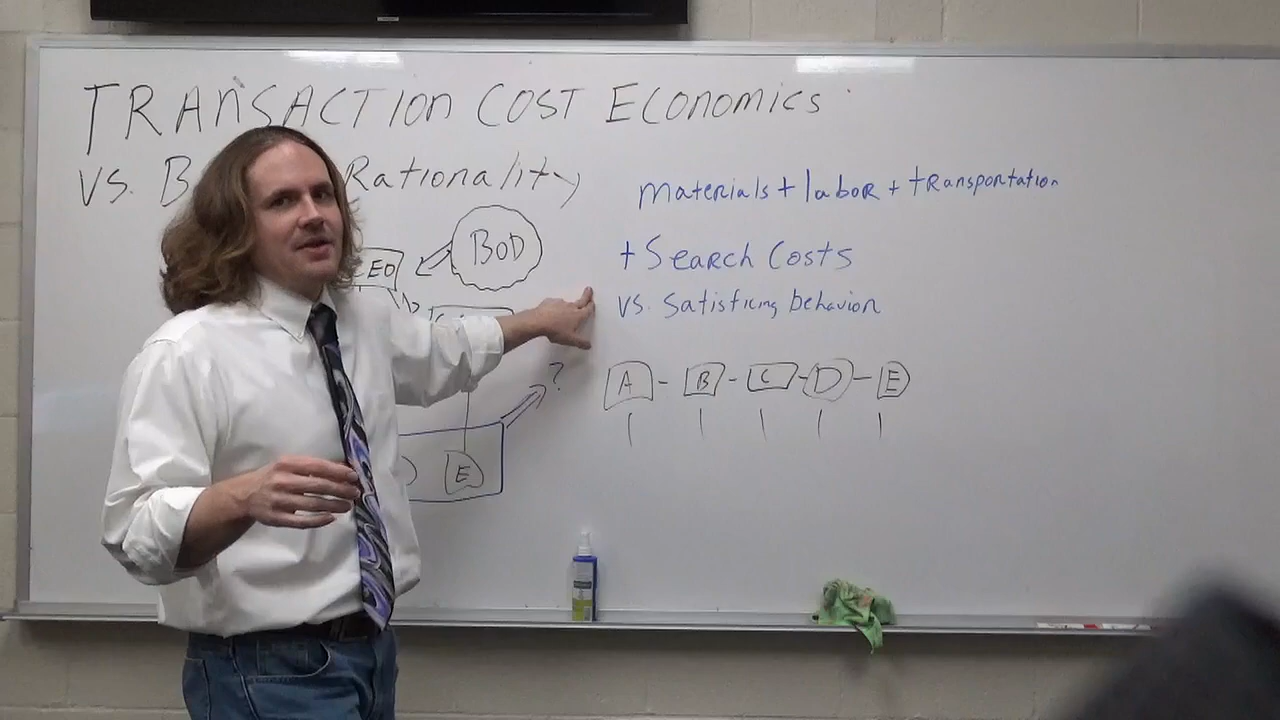 TRANSACTION COST ECONOMICS
VS. B Rationality
materials + labor + transportation
+ Search Costs
vs. satisficing behavior
CEO
BOD
?
A - B - C - D - E
E